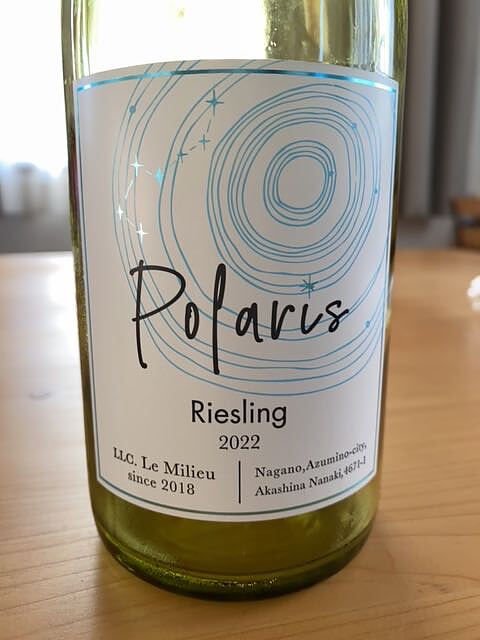 Polaris
Riesling
2022
LLC. Le Milieu
since 2018
Nagano,Azumino-city,
Akashina Nanaki,4671-1